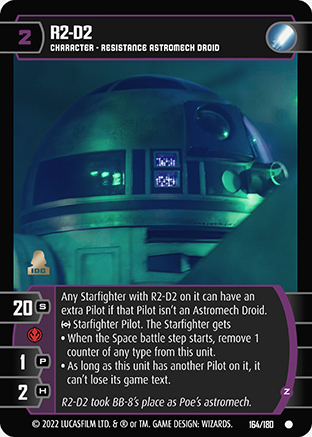 2
R2-D2
CHARACTER - RESISTANCE ASTROMECH DROID
IDC
20 S
1 P
2 H
Any Starfighter with R2-D2 on it can have an
extra Pilot if that Pilot isn't an Astromech Droid.
Starfighter Pilot. The Starfighter gets
• When the Space battle step starts, remove 1
counter of any type from this unit.
• As long as this unit has another Pilot on it, it
can't lose its game text.
R2-D2 took BB-8's place as Poe's astromech.
Z
© 2022 LUCASFILM LTD. & ® or TM. GAME DESIGN: WIZARDS.
164/180